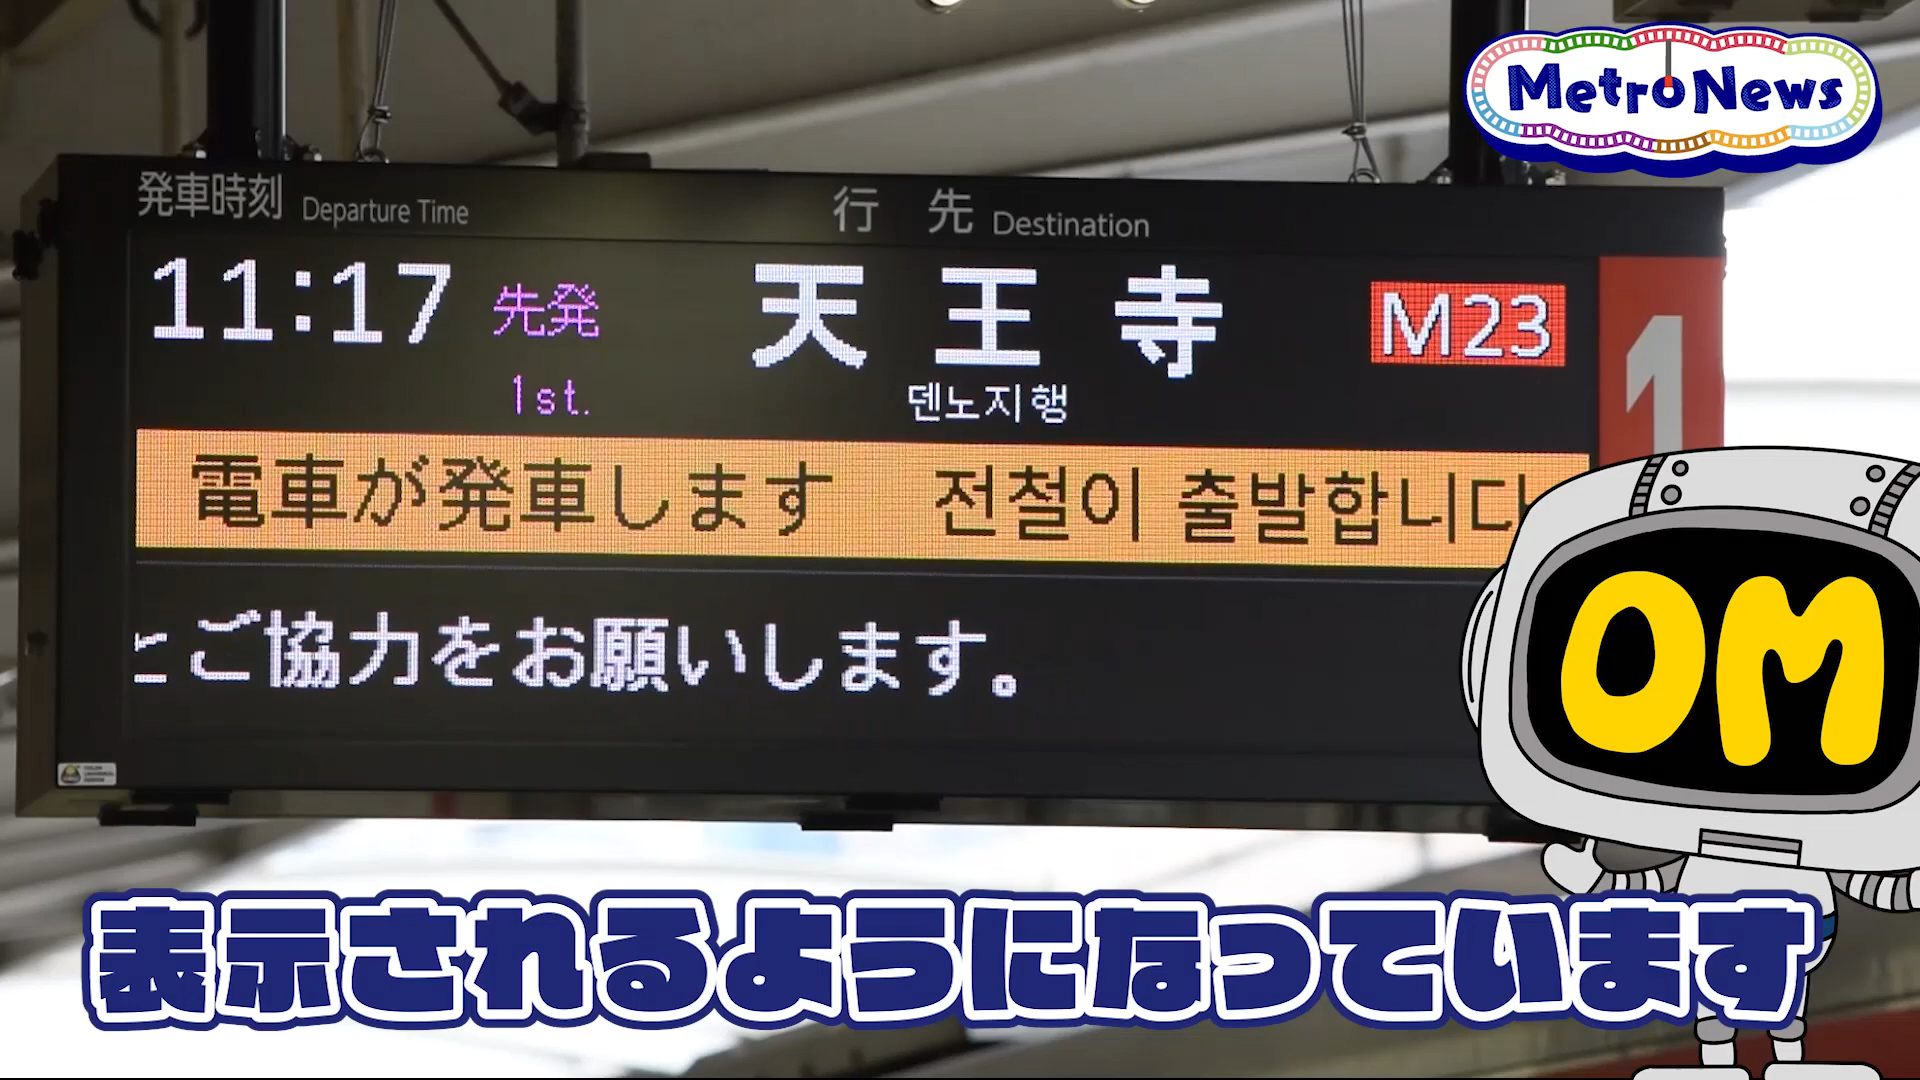 MetroNews
発車時刻 Departure Time 行先 Destination
11:17 先発 天王寺 M23
1
1st. 덴노지행
電車が発車します 전철이 출발합니다
とご協力をお願いします。
OM
表示されるようになっています